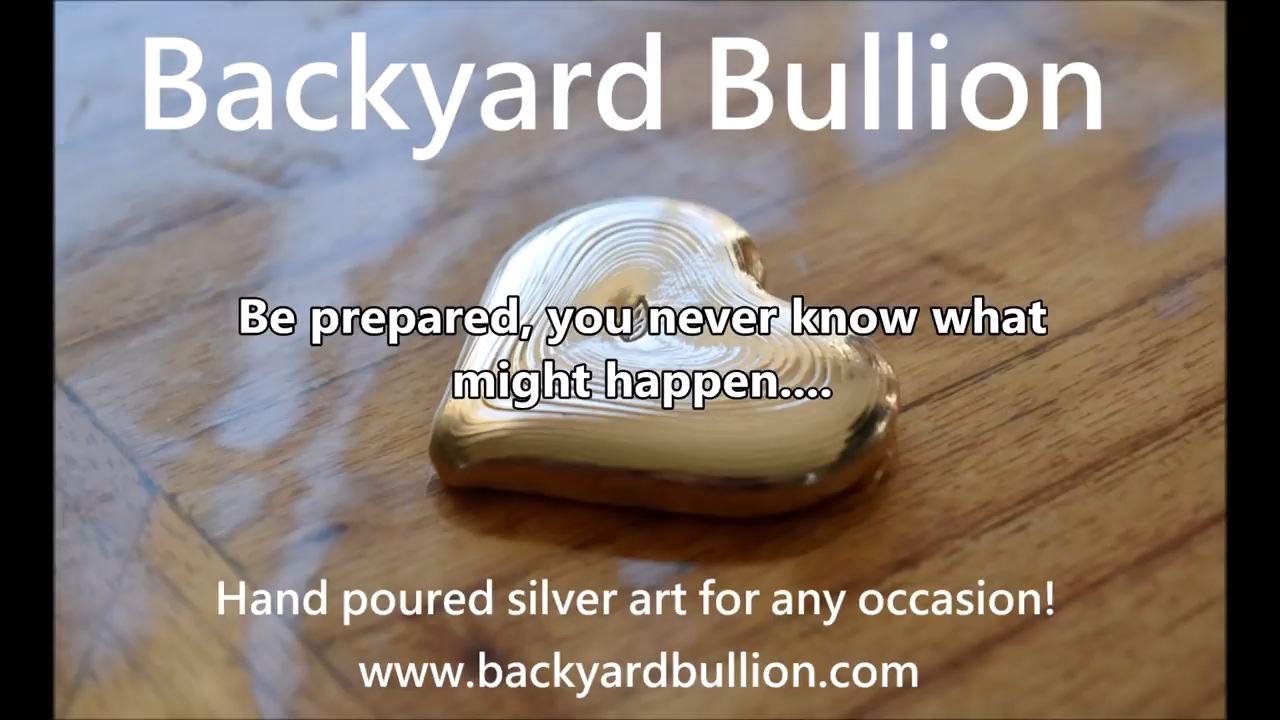 Backyard Bullion
Be prepared, you never know what
might happen....
Hand poured silver art for any occasion!
www.backyardbullion.com